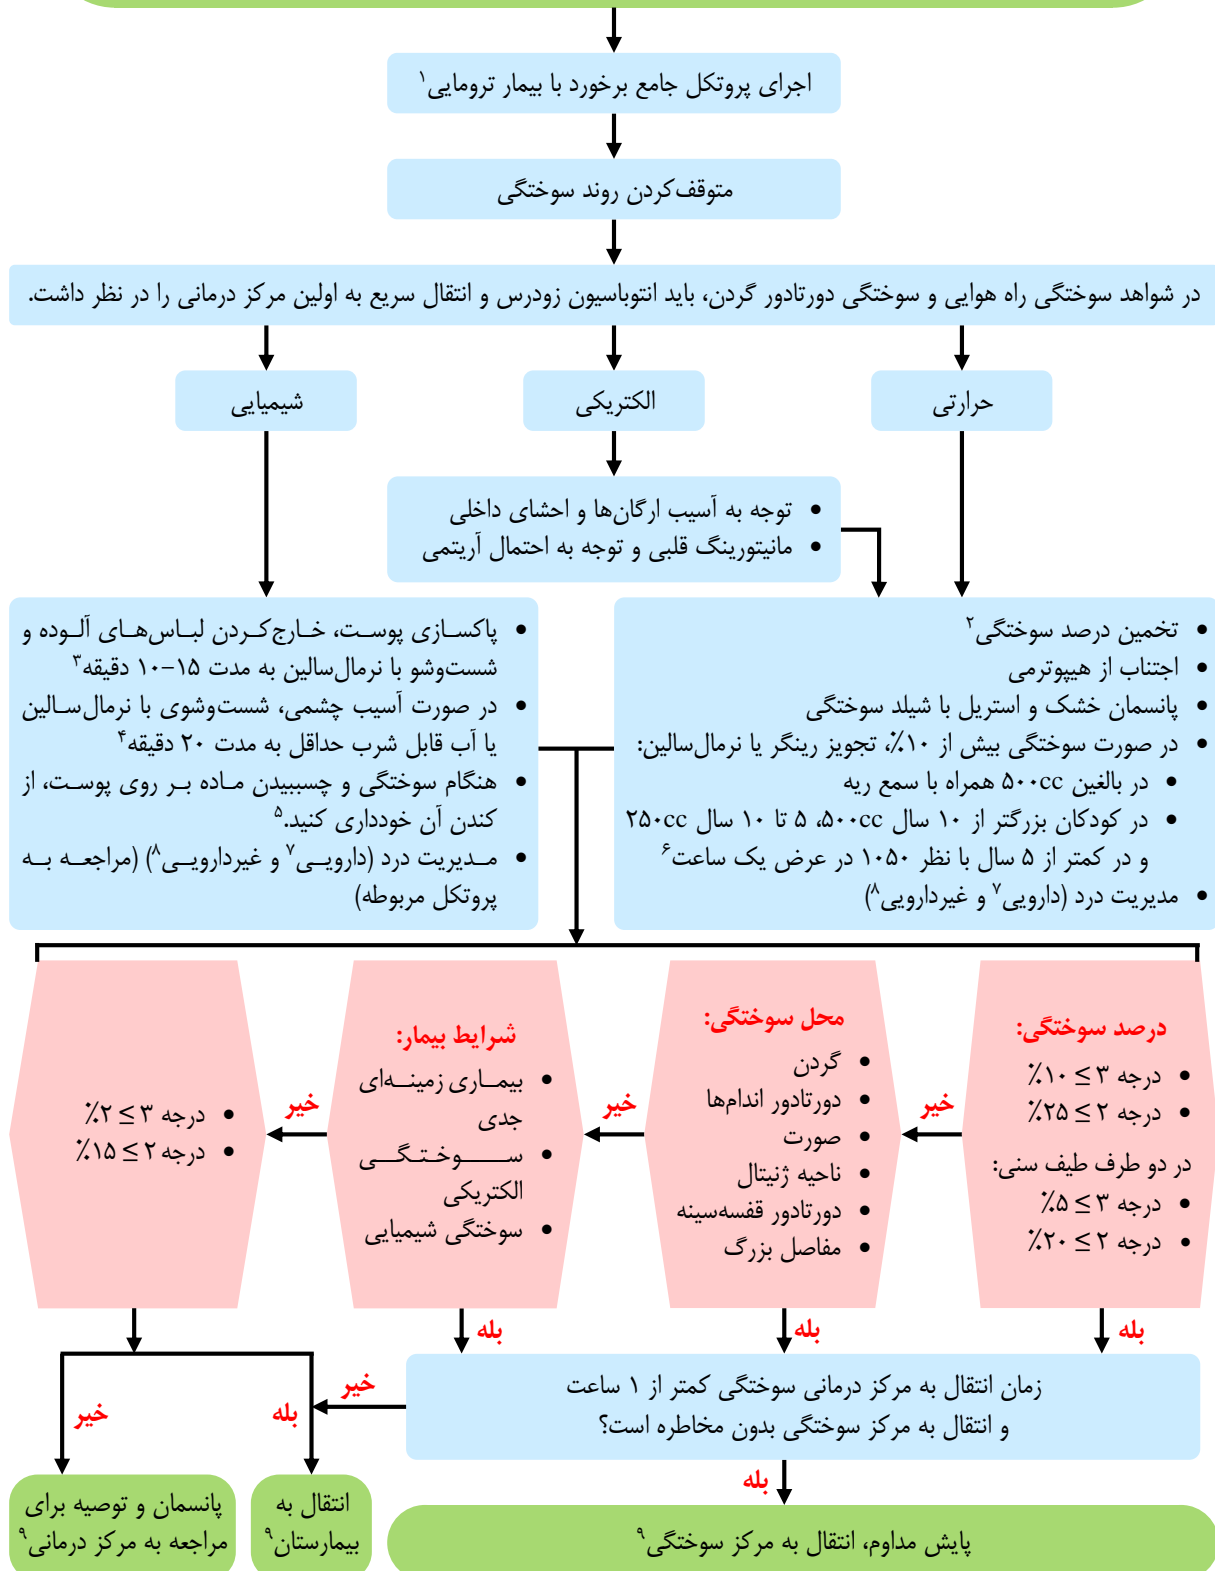 اجرای پروتکل جامع برخورد با بیمار ترومایی۱
متوقف‌کردن روند سوختگی
در شواهد سوختگی راه هوایی و سوختگی دورتادور گردن، باید انتوباسیون زودرس و انتقال سریع به اولین مرکز درمانی را در نظر داشت.
حرارتی
الکتریکی
شیمیایی
• توجه به آسیب ارگان‌ها و احشای داخلی
• مانیتورینگ قلبی و توجه به احتمال آریتمی
• تخمین درصد سوختگی۲
• اجتناب از هیپوترمی
• پانسمان خشک و استریل با شیلد سوختگی
• در صورت سوختگی بیش از ۱۰٪، تجویز رینگر یا نرمال‌سالین:
• در بالغین ۵۰۰cc همراه با سمع ریه
• در کودکان بزرگتر از ۱۰ سال ۵۰۰cc، ۵ تا ۱۰ سال ۲۵۰cc
و در کمتر از ۵ سال با نظر ۱۰۵۰ در عرض یک ساعت۶
• مدیریت درد (دارویی۷ و غیردارویی۸)
• پاکسازی پوست، خارج‌کردن لباس‌های آلوده و
شست‌وشو با نرمال‌سالین به مدت ۱۵-۱۰ دقیقه۳
• در صورت آسیب چشمی، شست‌وشوی با نرمال‌سالین
یا آب قابل شرب حداقل به مدت ۲۰ دقیقه۴
• هنگام سوختگی و چسبیدن ماده بر روی پوست، از
کندن آن خودداری کنید.۵
• مدیریت درد (دارویی۷ و غیردارویی۸) (مراجعه به
پروتکل مربوطه)
درصد سوختگی:
• درجه ۳ ≥ ۱۰٪
• درجه ۲ ≥ ۲۵٪
در دو طرف طیف سنی:
• درجه ۳ ≥ ۵٪
• درجه ۲ ≥ ۲۰٪
خیر
محل سوختگی:
• گردن
• دورتادور اندام‌ها
• صورت
• ناحیه ژنیتال
• دورتادور قفسه‌سینه
• مفاصل بزرگ
خیر
شرایط بیمار:
• بیماری زمینه‌ای
جدی
• سوختگی
الکتریکی
• سوختگی شیمیایی
خیر
• درجه ۳ ≥ ۲٪
• درجه ۲ ≥ ۱۵٪
بله
بله
بله
زمان انتقال به مرکز درمانی سوختگی کمتر از ۱ ساعت
و انتقال به مرکز سوختگی بدون مخاطره است؟
خیر
بله
خیر
بله
پایش مداوم، انتقال به مرکز سوختگی۹
انتقال به
بیمارستان۹
پانسمان و توصیه برای
مراجعه به مرکز درمانی۹